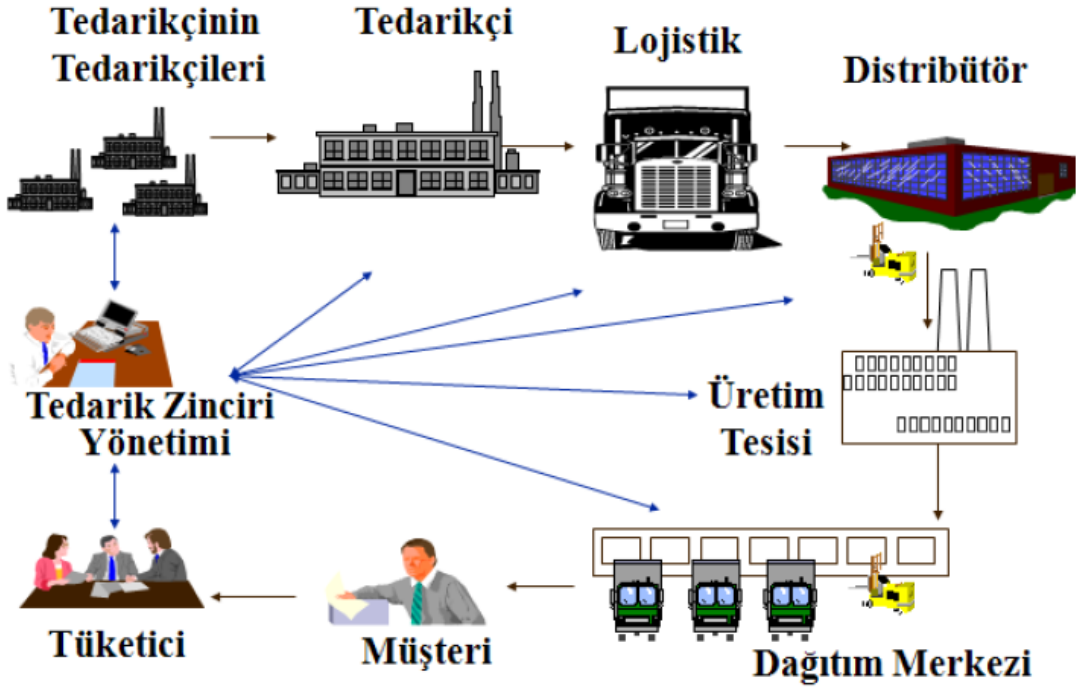 Tedarikçinin
Tedarikçileri
Tedarikçi
Lojistik
Distribütör
Tedarik Zinciri
Yönetimi
Üretim
Tesisi
Tüketici
Müşteri
Dağıtım Merkezi